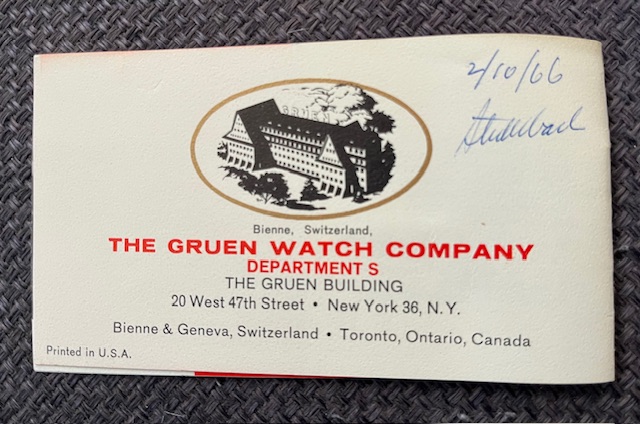 2/10/66
GRUEN
Bienne, Switzerland,
THE GRUEN WATCH COMPANY
DEPARTMENT S
THE GRUEN BUILDING
20 West 47th Street • New York 36, N.Y.
Bienne & Geneva, Switzerland • Toronto, Ontario, Canada
Printed in U.S.A.